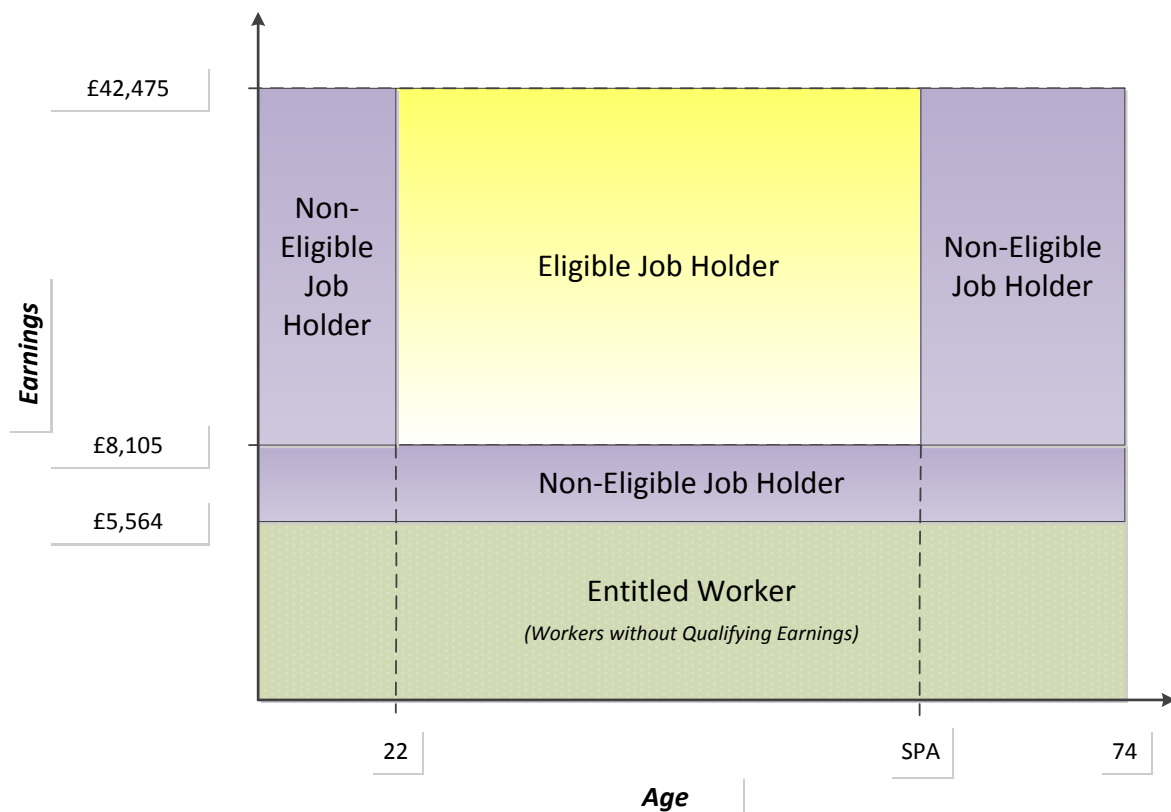 £42,475
Non-
Eligible
Job
Holder
Eligible Job Holder
Non-Eligible
Job Holder
Earnings
£8,105
Non-Eligible Job Holder
£5,564
Entitled Worker
(Workers without Qualifying Earnings)
22
SPA
74
Age